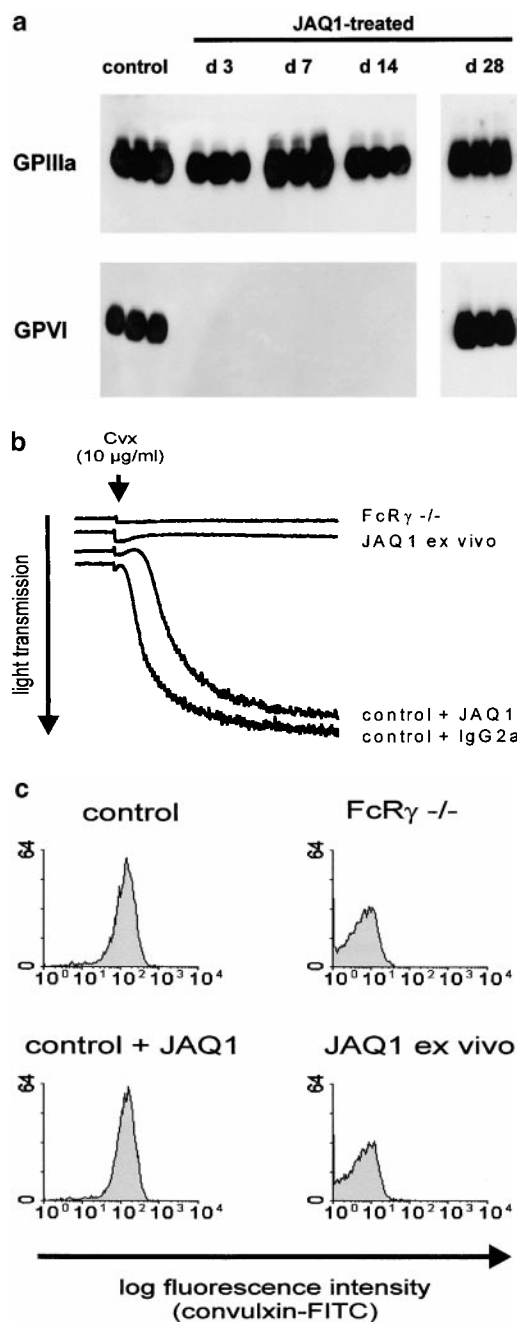 a
JAQ1-treated
control d 3 d 7 d 14 d 28
GPIIIa
GPVI
b
Cvx
(10 µg/ml)
light transmission
FcRγ -/-
JAQ1 ex vivo
control + JAQ1
control + IgG2a
c
control FcRγ -/-
64 64
0 0
10⁰ 10¹ 10² 10³ 10⁴ 10⁰ 10¹ 10² 10³ 10⁴
control + JAQ1 JAQ1 ex vivo
64 64
0 0
10⁰ 10¹ 10² 10³ 10⁴ 10⁰ 10¹ 10² 10³ 10⁴
log fluorescence intensity
(convulxin-FITC)